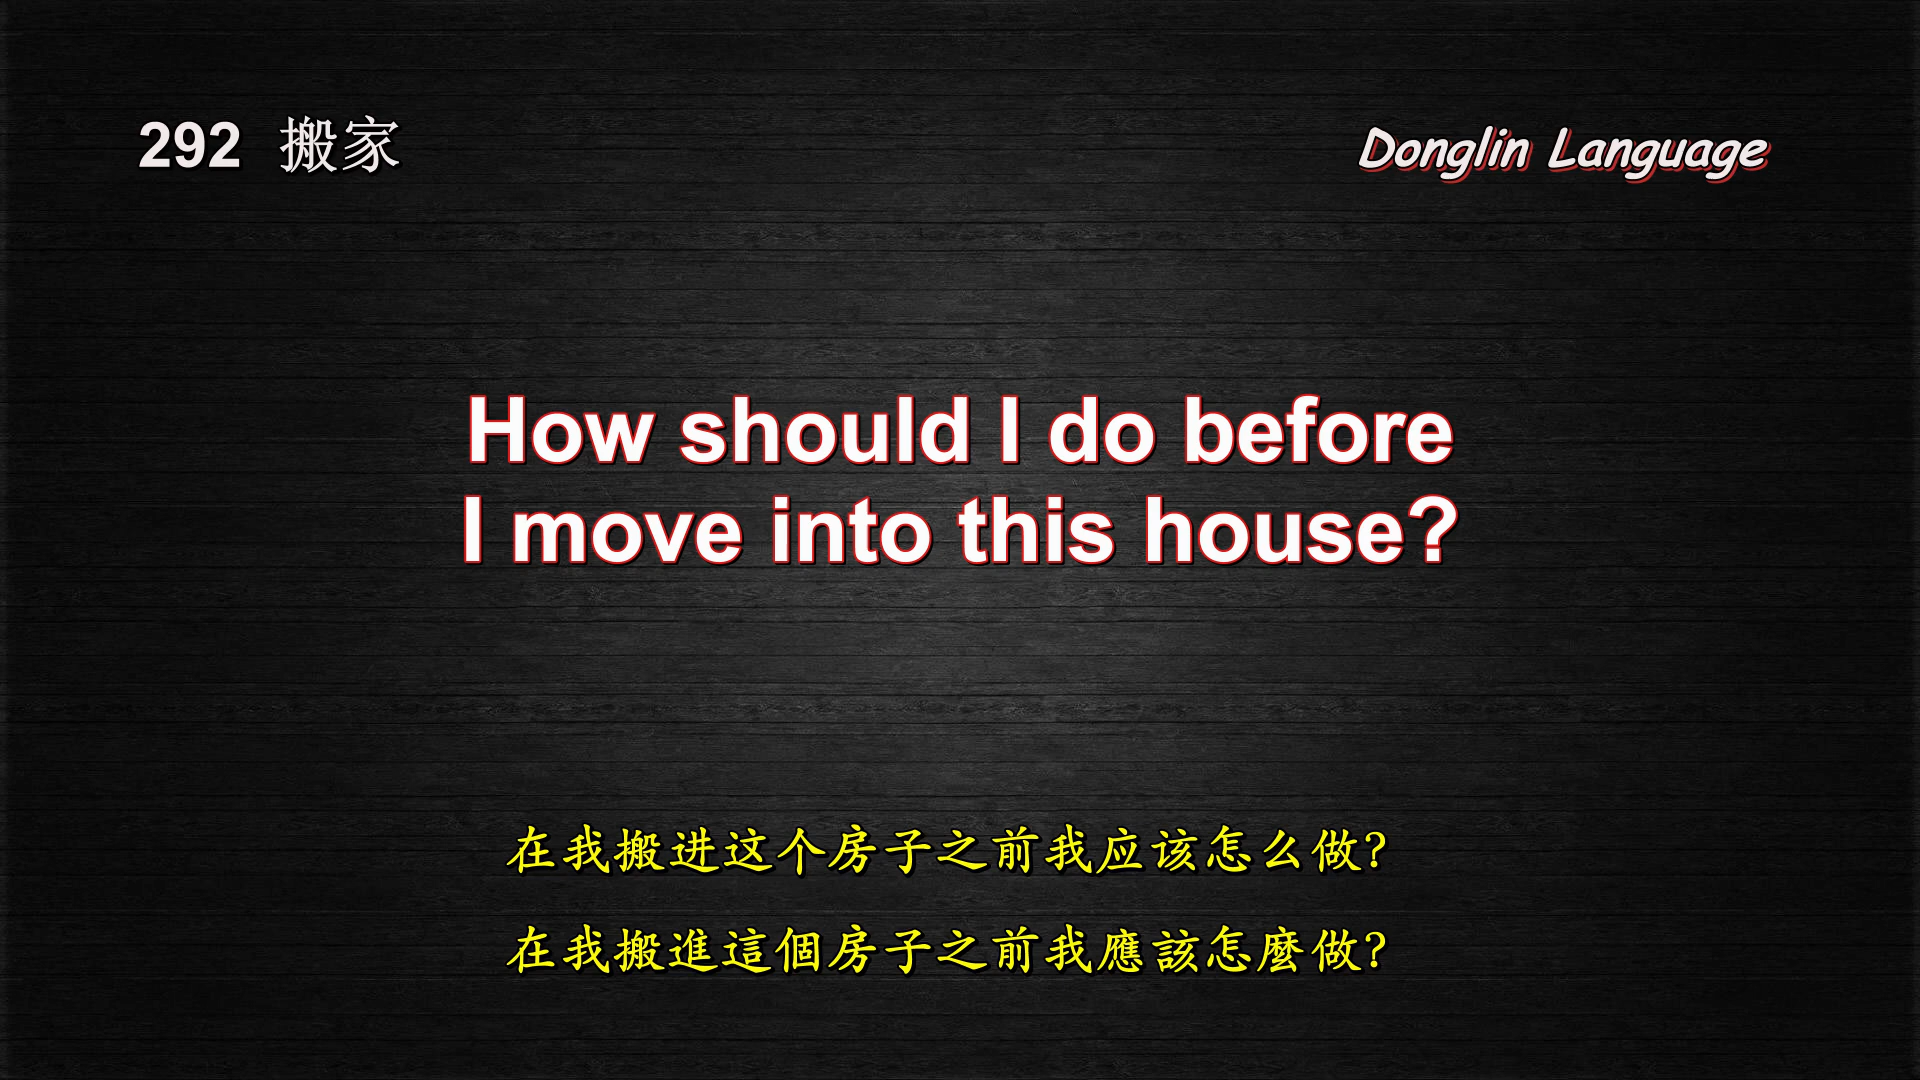 292 搬家
Donglin Language
How should I do before
I move into this house?
在我搬进这个房子之前我应该怎么做?
在我搬進這個房子之前我應該怎麼做?